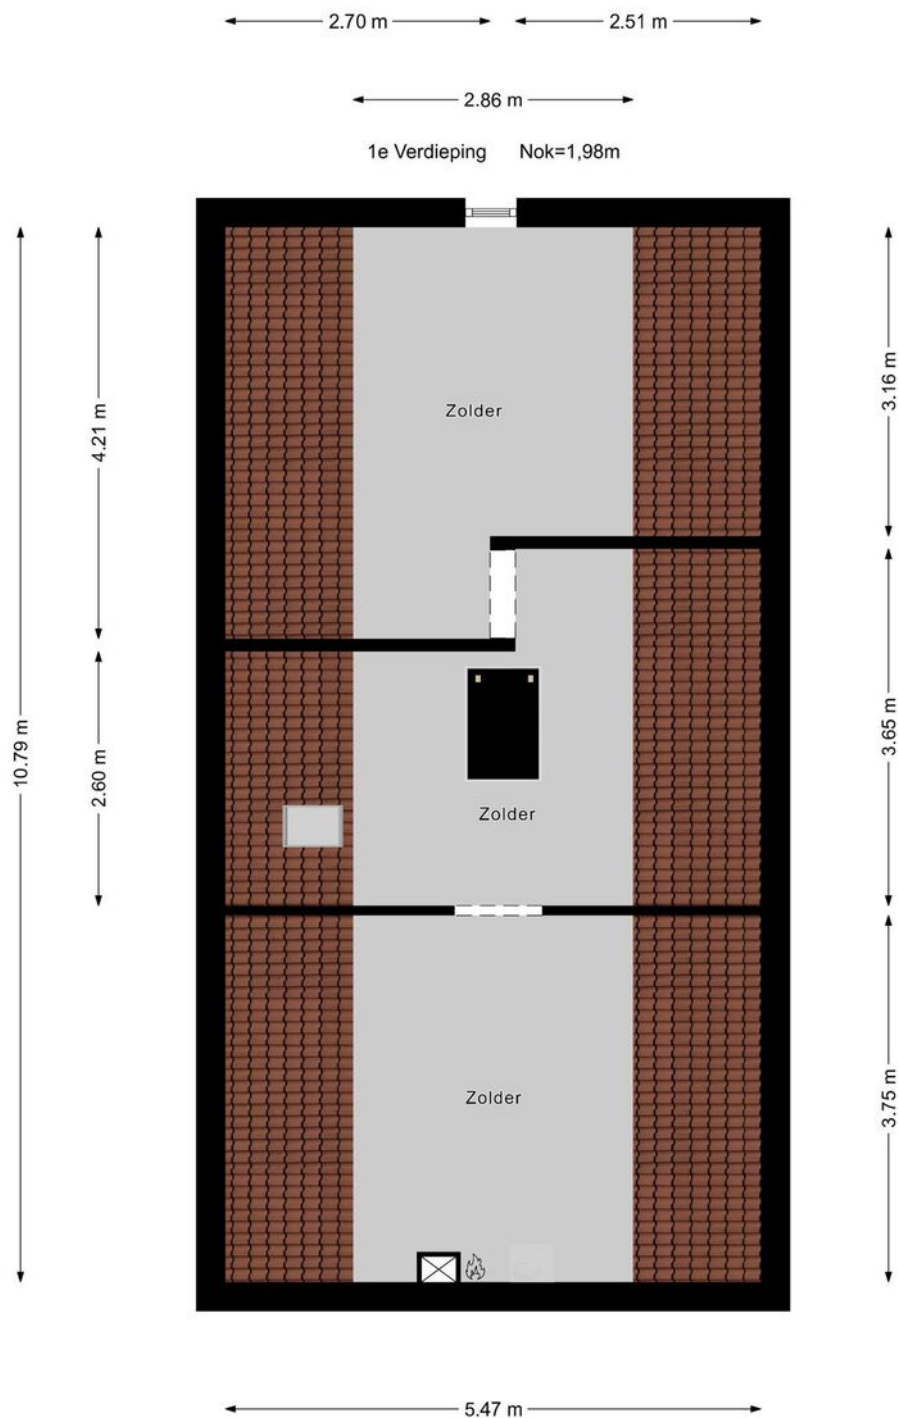 2.70 m
2.51 m
2.86 m
1e Verdieping Nok=1,98m
4.21 m
3.16 m
Zolder
10.79 m
2.60 m
3.65 m
Zolder
3.75 m
Zolder
5.47 m